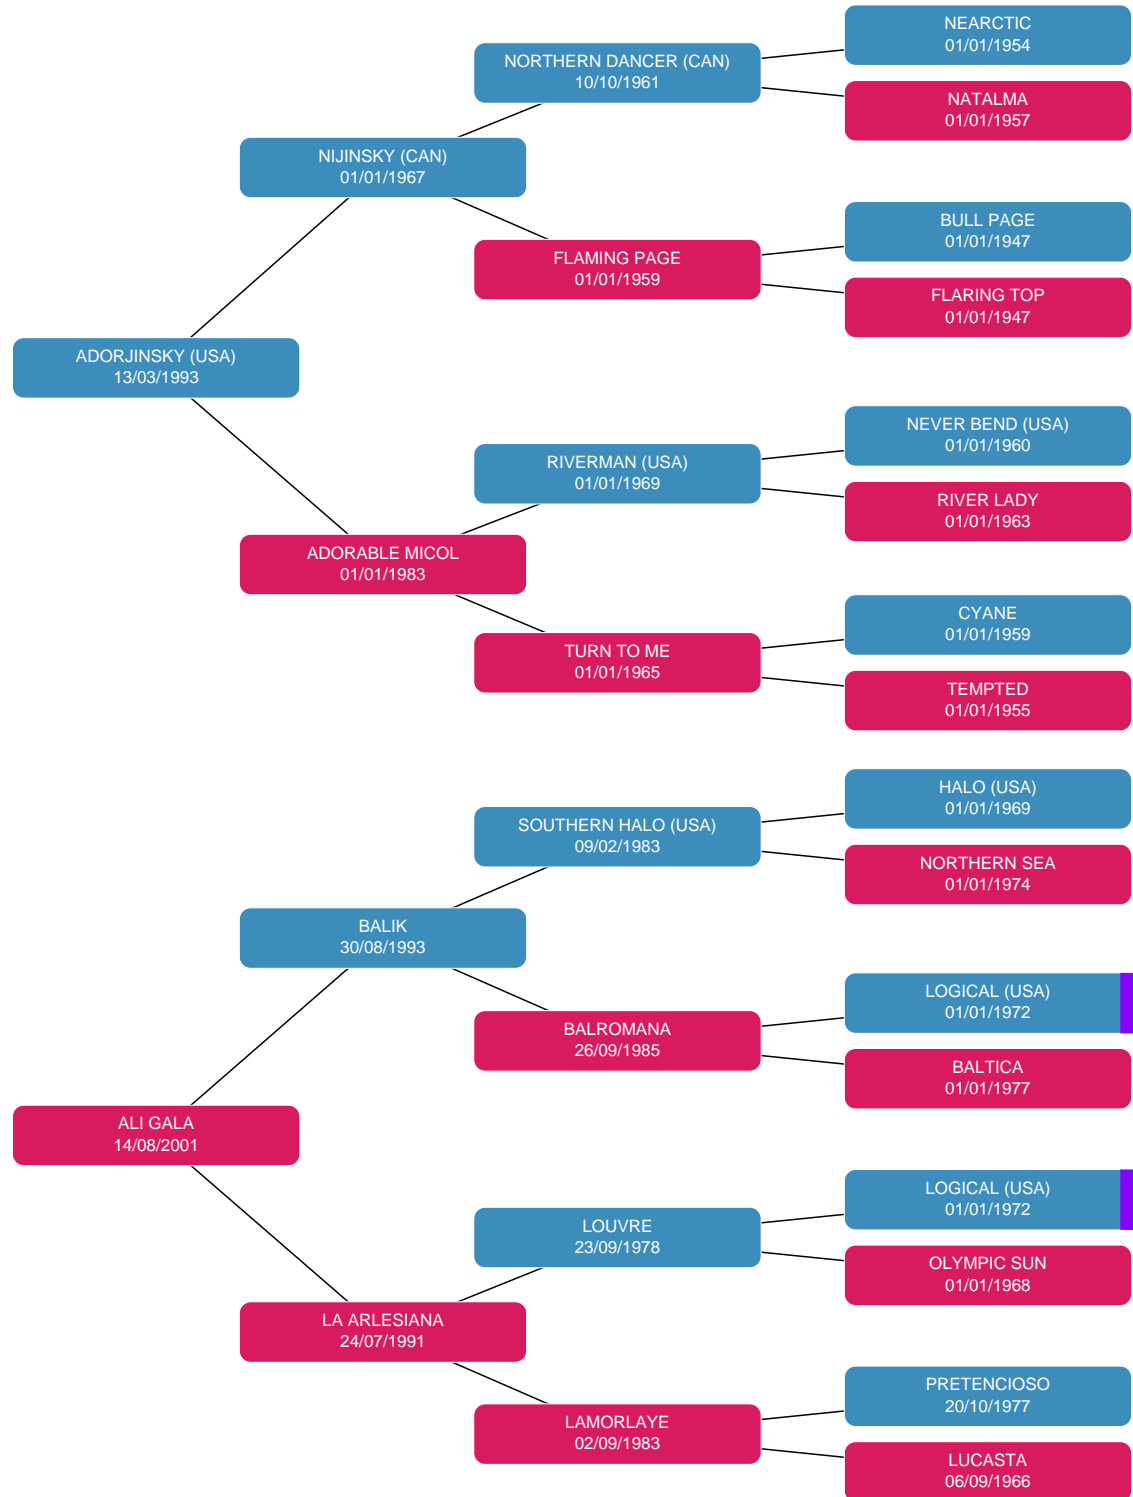 NEARCTIC
01/01/1954
NORTHERN DANCER (CAN)
10/10/1961
NATALMA
01/01/1957
NIJINSKY (CAN)
01/01/1967
BULL PAGE
01/01/1947
FLAMING PAGE
01/01/1959
FLARING TOP
01/01/1947
ADORJINSKY (USA)
13/03/1993
NEVER BEND (USA)
01/01/1960
RIVERMAN (USA)
01/01/1969
RIVER LADY
01/01/1963
ADORABLE MICOL
01/01/1983
CYANE
01/01/1959
TURN TO ME
01/01/1965
TEMPTED
01/01/1955
HALO (USA)
01/01/1969
SOUTHERN HALO (USA)
09/02/1983
NORTHERN SEA
01/01/1974
BALIK
30/08/1993
LOGICAL (USA)
01/01/1972
BALROMANA
26/09/1985
BALTICA
01/01/1977
ALI GALA
14/08/2001
LOGICAL (USA)
01/01/1972
LOUVRE
23/09/1978
OLYMPIC SUN
01/01/1968
LA ARLESIANA
24/07/1991
PRETENCIOSO
20/10/1977
LAMORLAYE
02/09/1983
LUCASTA
06/09/1966